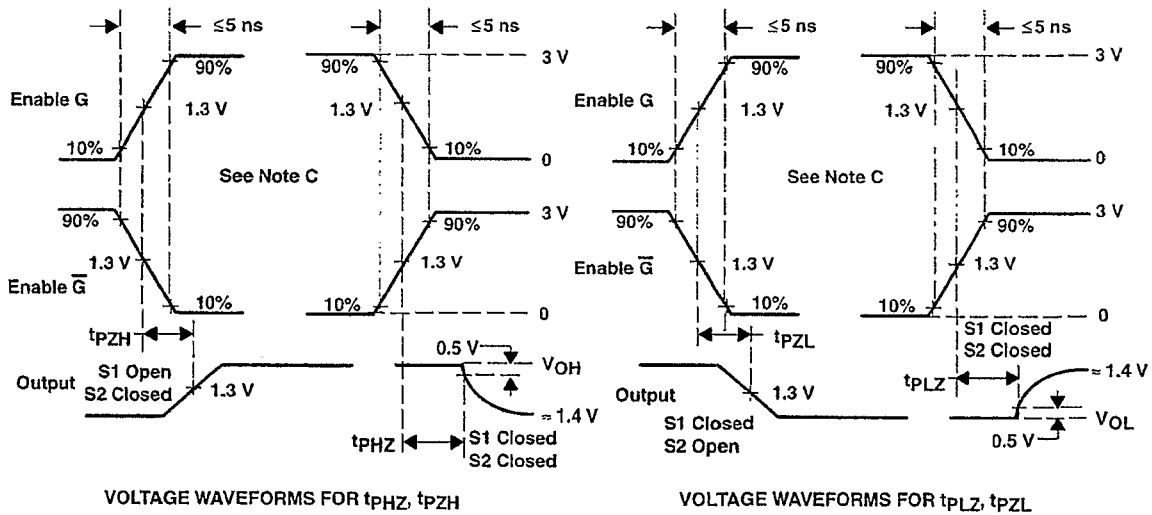 ≤5 ns ≤5 ns ≤5 ns ≤5 ns
3 V 3 V
90% 90% 90% 90%
Enable G 1.3 V 1.3 V Enable G 1.3 V 1.3 V
10% 10% 10% 10%
0 0
See Note C See Note C
3 V 3 V
90% 90% 90% 90%
1.3 V 1.3 V 1.3 V 1.3 V
Enable G̅ Enable G̅
10% 10% 10% 10%
0 0
tPZH tPZL
S1 Closed
S2 Closed
0.5 V VOH
Output S1 Open
S2 Closed
1.3 V
≈ 1.4 V
tPHZ S1 Closed
S2 Closed
Output 1.3 V
S1 Closed
S2 Open
tPLZ ≈ 1.4 V
VOL
0.5 V
VOLTAGE WAVEFORMS FOR tPHZ, tPZH
VOLTAGE WAVEFORMS FOR tPLZ, tPZL